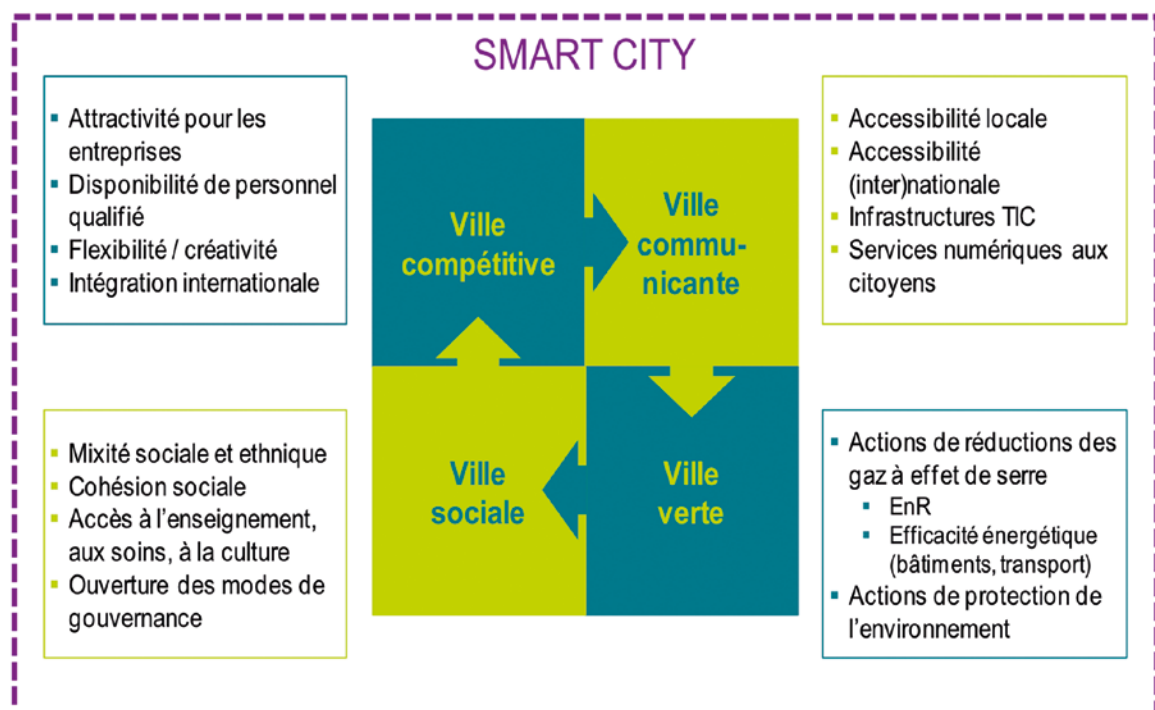 SMART CITY
▪ Attractivité pour les
entreprises
▪ Disponibilité de personnel
qualifié
▪ Flexibilité / créativité
▪ Intégration internationale
Ville
compétitive
Ville
commu-
nicante
▪ Accessibilité locale
▪ Accessibilité
(inter)nationale
▪ Infrastructures TIC
▪ Services numériques aux
citoyens
▪ Mixité sociale et ethnique
▪ Cohésion sociale
▪ Accès à l'enseignement,
aux soins, à la culture
▪ Ouverture des modes de
gouvernance
Ville
sociale
Ville
verte
▪ Actions de réductions des
gaz à effet de serre
▪ EnR
▪ Efficacité énergétique
(bâtiments, transport)
▪ Actions de protection de
l'environnement